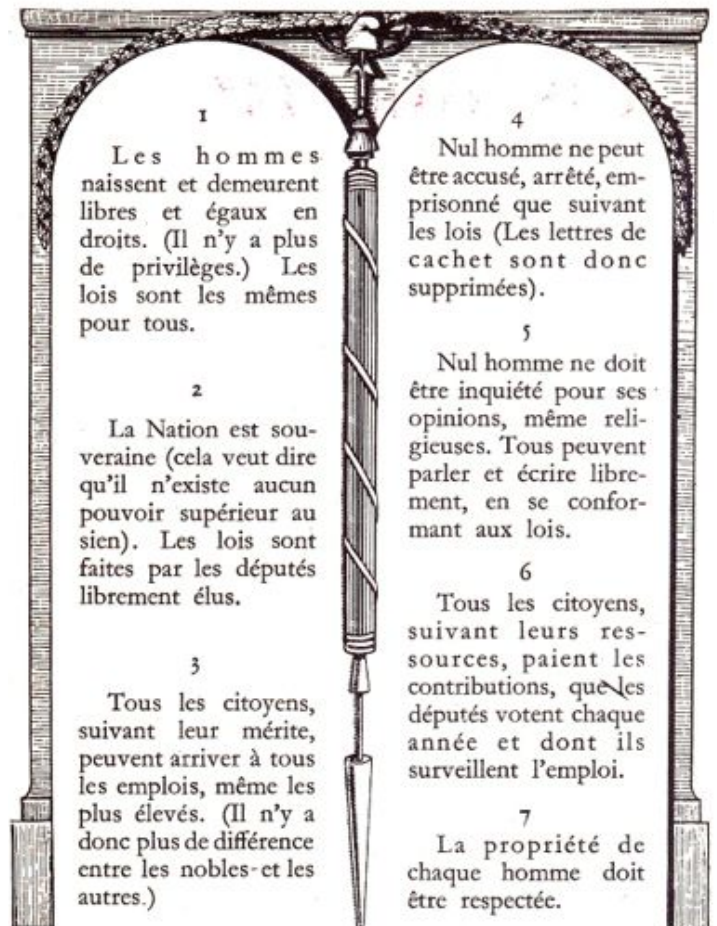 1
Les hommes
naissent et demeurent
libres et égaux en
droits. (Il n'y a plus
de privilèges.) Les
lois sont les mêmes
pour tous.
2
La Nation est sou-
veraine (cela veut dire
qu'il n'existe aucun
pouvoir supérieur au
sien). Les lois sont
faites par les députés
librement élus.
3
Tous les citoyens,
suivant leur mérite,
peuvent arriver à tous
les emplois, même les
plus élevés. (Il n'y a
donc plus de différence
entre les nobles et les
autres.)
4
Nul homme ne peut
être accusé, arrêté, em-
prisonné que suivant
les lois (Les lettres de
cachet sont donc
supprimées).
5
Nul homme ne doit
être inquiété pour ses
opinions, même reli-
gieuses. Tous peuvent
parler et écrire libre-
ment, en se confor-
mant aux lois.
6
Tous les citoyens,
suivant leurs res-
sources, paient les
contributions, que les
députés votent chaque
année et dont ils
surveillent l'emploi.
7
La propriété de
chaque homme doit
être respectée.